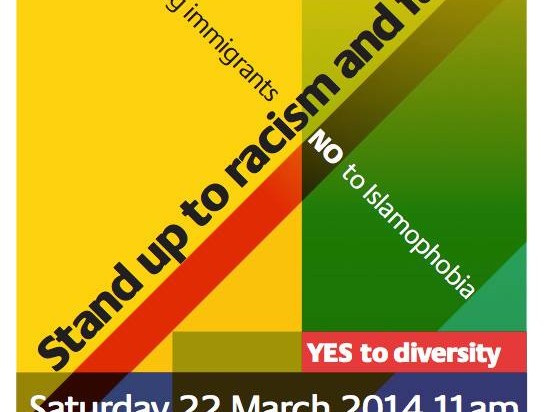 immigrants
Stand up to racism and
NO to Islamophobia
YES to diversity
Saturday 22 March 2014 11am